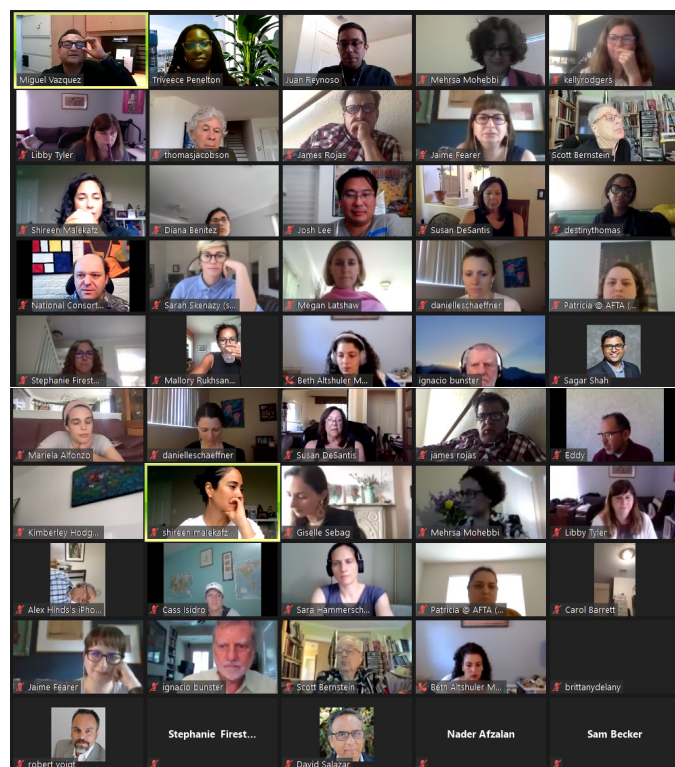 Miguel Vazquez
Triveece Penelton
Juan Reynoso
Mehrsa Mohebbi
kellyrodgers
Libby Tyler
thomasjacobson
James Rojas
Jaime Fearer
Scott Bernstein
Shireen Malekafz...
Diana Benitez
Josh Lee
Susan DeSantis
destinythomas
National Consort...
Sarah Skenazy (s...
Megan Latshaw
danielleschaeffner
Patricia @ AFTA (...
Stephanie Firest...
Mallory Rukhsan...
Beth Altshuler M...
ignacio bunster
Sagar Shah
Mariela Alfonzo
danielleschaeffner
Susan DeSantis
james rojas
Eddy
Kimberley Hodg...
shireen malekafz...
Giselle Sebag
Mehrsa Mohebbi
Libby Tyler
Alex Hinds's iPho...
Cass Isidro
Sara Hammersch...
Patricia @ AFTA (...
Carol Barrett
Jaime Fearer
ignacio bunster
Scott Bernstein
Beth Altshuler M...
brittanydelany
robert voigt
Stephanie Firest...
David Salazar
Nader Afzalan
Sam Becker